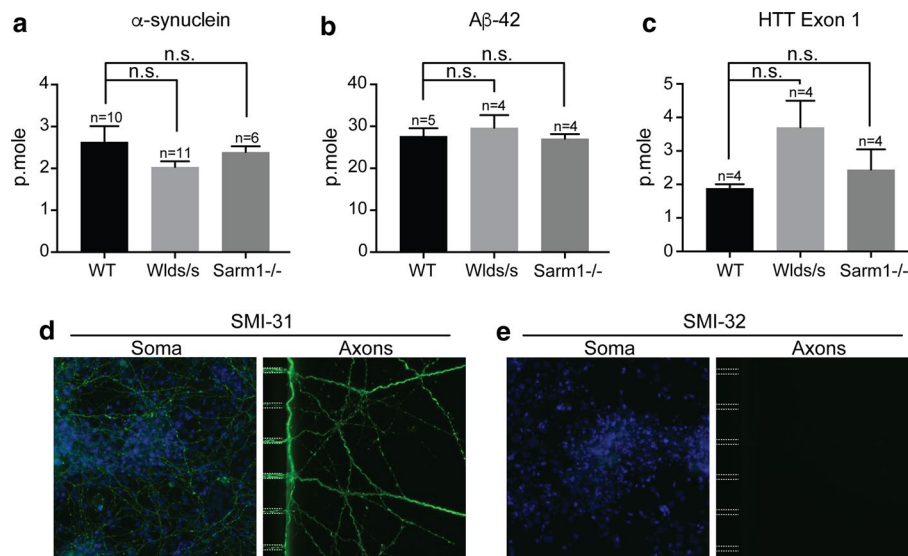 a
α-synuclein
n.s.
n.s.
n=10
n=11
n=6
p.mole
4
3
2
1
0
WT
Wlds/s
Sarm1-/-
b
Aβ-42
n.s.
n.s.
n=5
n=4
n=4
p.mole
40
30
20
10
0
WT
Wlds/s
Sarm1-/-
c
HTT Exon 1
n.s.
n.s.
n=4
n=4
n=4
p.mole
5
4
3
2
1
0
WT
Wlds/s
Sarm1-/-
d
SMI-31
Soma
Axons
e
SMI-32
Soma
Axons